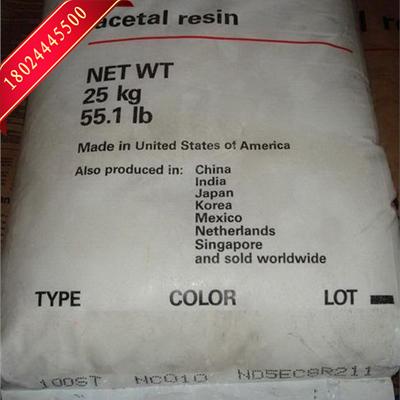 18024445500
acetal resin
NET WT
25 kg
55.1 lb
Made in United States of America
Also produced in: China
India
Japan
Korea
Mexico
Netherlands
Singapore
and sold worldwide
TYPE COLOR LOT
100ST NC010 ND5EC8R211